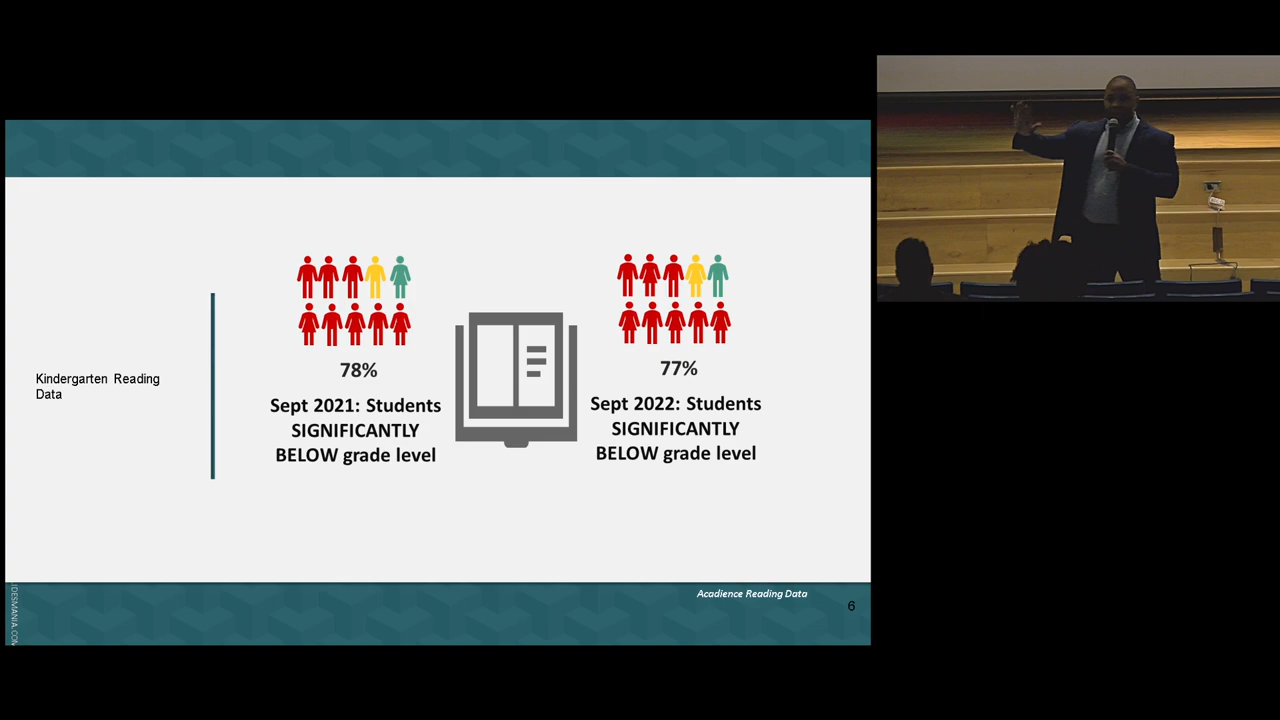 Kindergarten Reading
Data
78%
Sept 2021: Students
SIGNIFICANTLY
BELOW grade level
77%
Sept 2022: Students
SIGNIFICANTLY
BELOW grade level
Acadience Reading Data
6